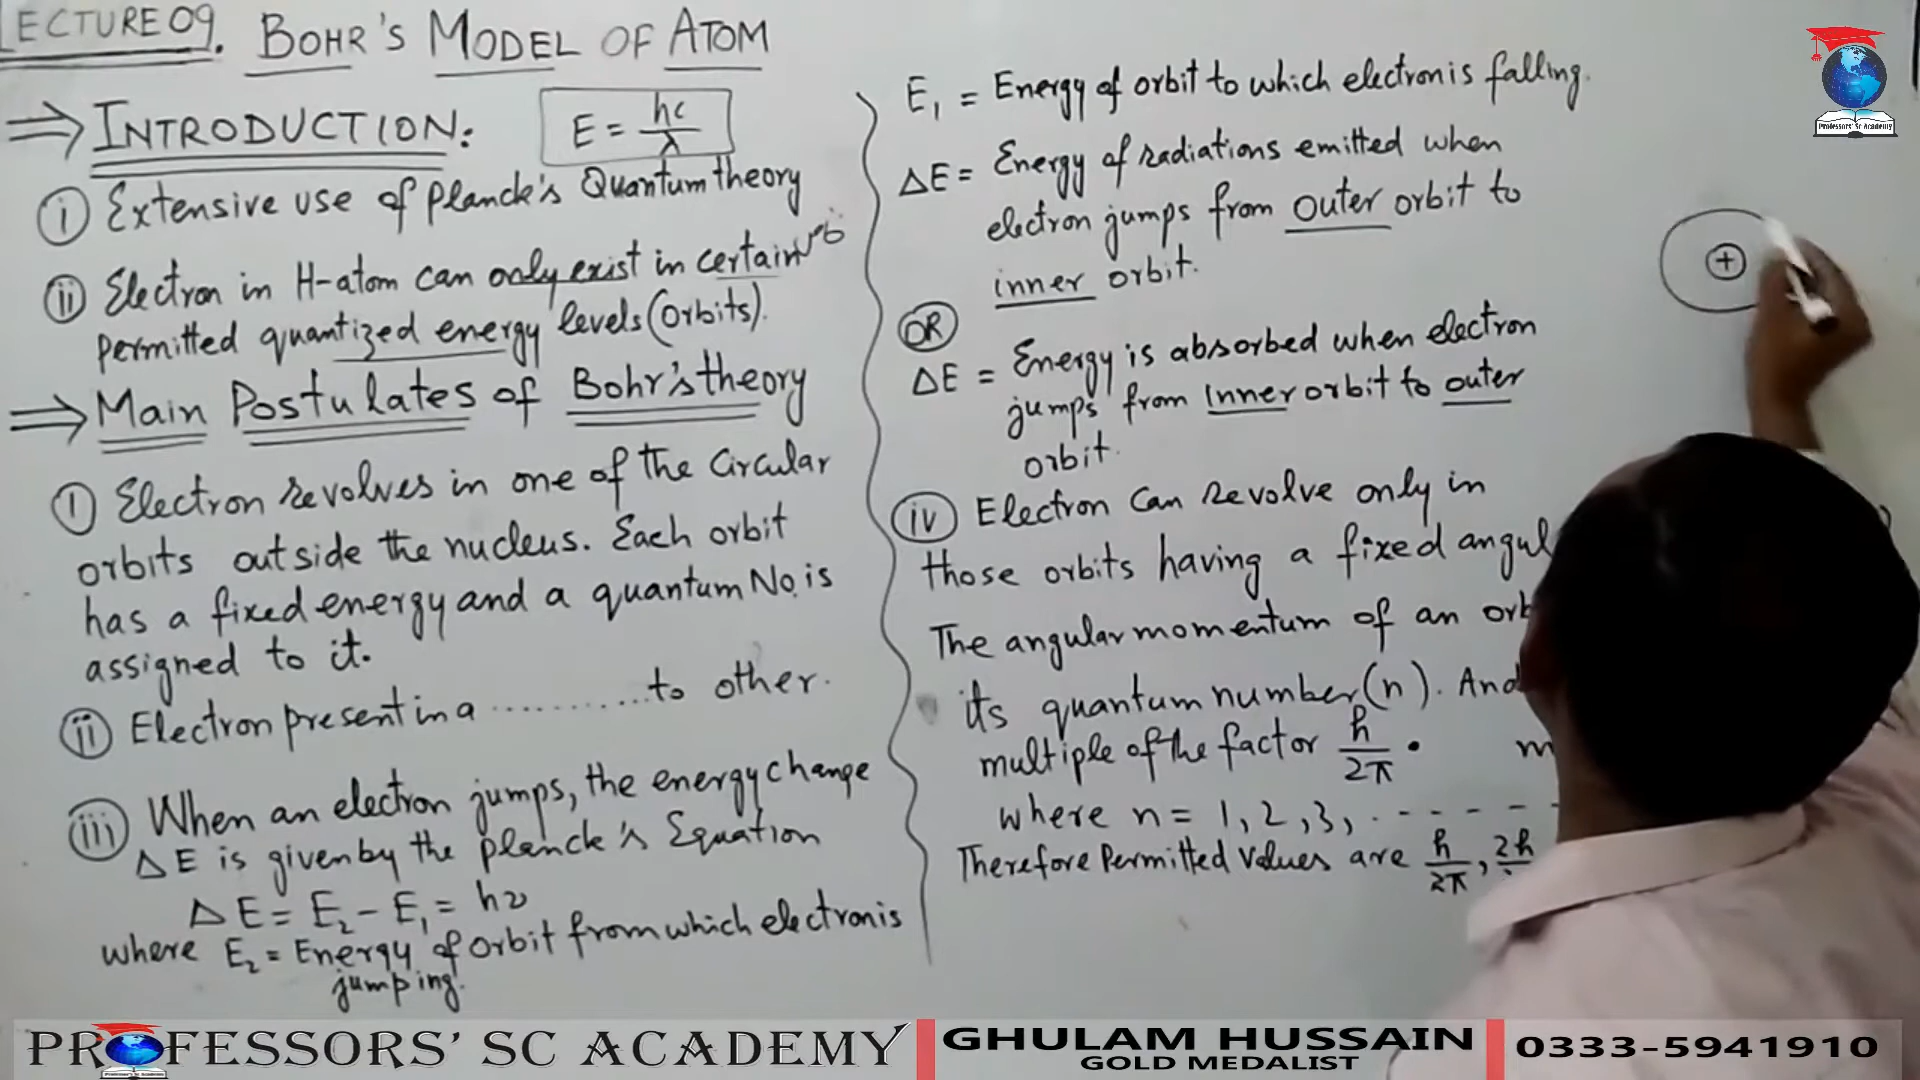 LECTURE 09. BOHR'S MODEL OF ATOM
⇒ INTRODUCTION:
E = hc/λ
(i) Extensive use of Planck's Quantum theory
(ii) Electron in H-atom can only exist in certain
permitted quantized energy levels (Orbits).
⇒ Main Postulates of Bohr's theory
(1) Electron revolves in one of the Circular
orbits outside the nucleus. Each orbit
has a fixed energy and a quantum No. is
assigned to it.
(ii) Electron present in a ........... to other.
(iii) When an electron jumps, the energy change
ΔE is given by the Planck's Equation
ΔE = E₂ - E₁ = hν
where E₂ = Energy of Orbit from which electron is
jumping.
E₁ = Energy of orbit to which electron is falling.
ΔE = Energy of radiations emitted when
electron jumps from outer orbit to
inner orbit.
(OR)
ΔE = Energy is absorbed when electron
jumps from inner orbit to outer
orbit.
(iv) Electron Can revolve only in
those orbits having a fixed angul
The angular momentum of an orb
its quantum number (n). And
multiple of the factor h/2π . m
where n = 1, 2, 3, . - - - - -
Therefore Permitted Values are h/2π, 2h
+
Professors' Sc Academy
PROFESSORS' SC ACADEMY
GHULAM HUSSAIN
GOLD MEDALIST
0333-5941910